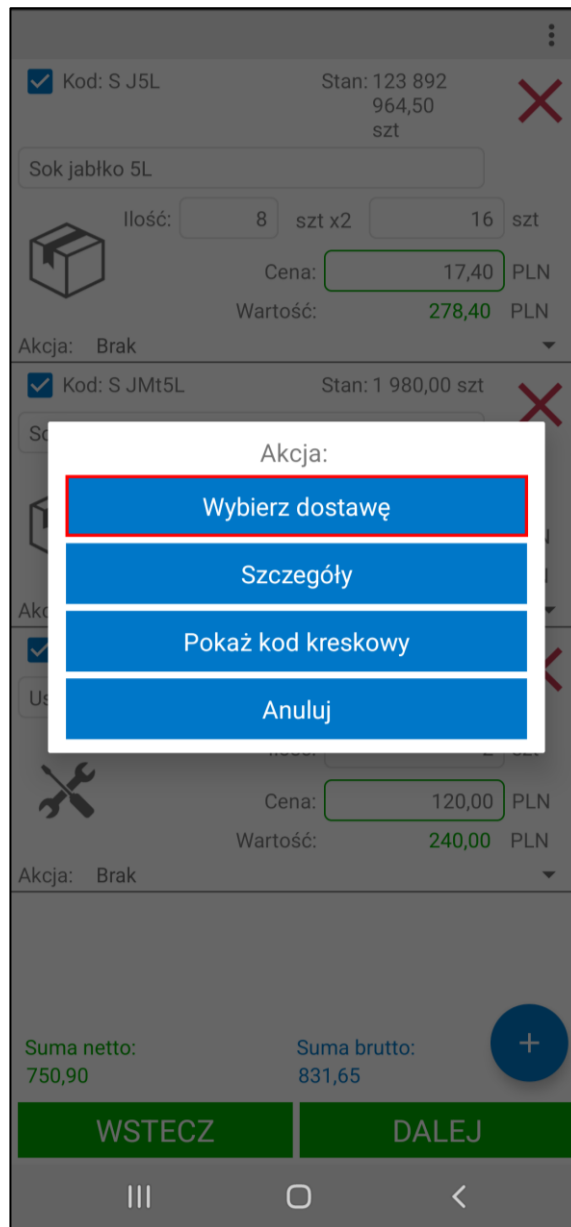 Kod: S J5L Stan: 123 892
964,50
szt
Sok jabłko 5L
Ilość: 8 szt x2 16 szt
Cena: 17,40 PLN
Wartość: 278,40 PLN
Akcja: Brak
Kod: S JMt5L Stan: 1 980,00 szt
Akcja:
Wybierz dostawę
Szczegóły
Pokaż kod kreskowy
Anuluj
Cena: 120,00 PLN
Wartość: 240,00 PLN
Akcja: Brak
Suma netto: Suma brutto:
750,90 831,65
+
WSTECZ DALEJ